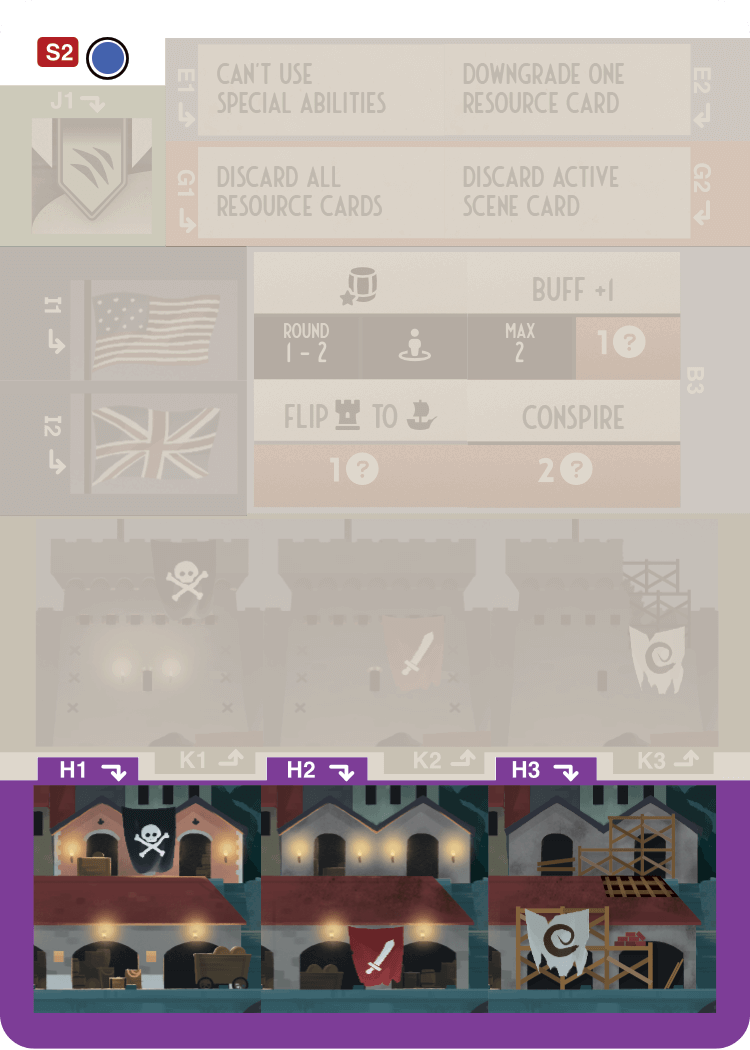 S2
J1
E1
CAN'T USE
SPECIAL ABILITIES
DOWNGRADE ONE
RESOURCE CARD
E2
G1
DISCARD ALL
RESOURCE CARDS
DISCARD ACTIVE
SCENE CARD
G2
I1
BUFF +1
ROUND
1 - 2
MAX
2
1 ?
B3
I2
FLIP TO
CONSPIRE
1 ?
2 ?
H1
K1
H2
K2
H3
K3